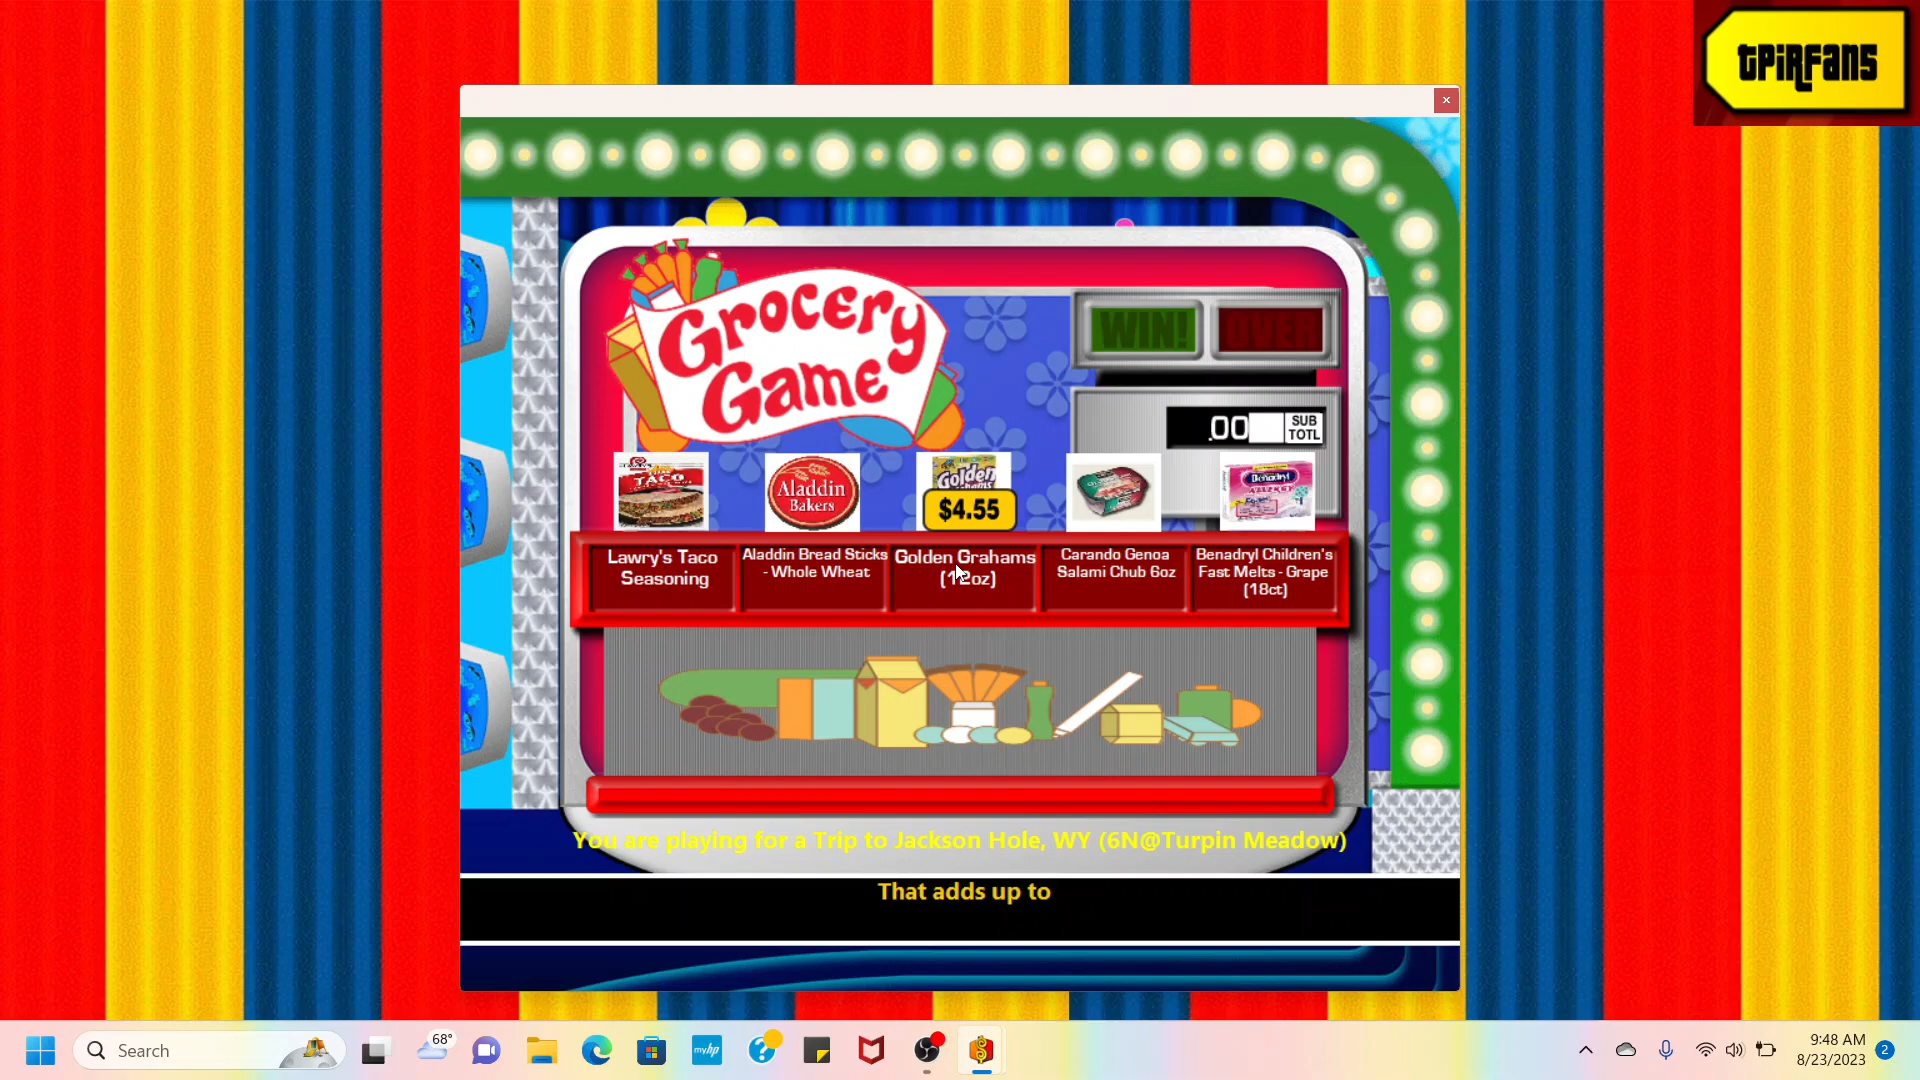 tPiRfans
Grocery
Game
WIN!
OVER
.00
SUB
TOTL
TACO
Aladdin
Bakers
Golden
$4.55
Benadryl
ALLERGY
Lawry's Taco
Seasoning
Aladdin Bread Sticks
- Whole Wheat
Golden Grahams
(12oz)
Carando Genoa
Salami Chub 6oz
Benadryl Children's
Fast Melts - Grape
(18ct)
You are playing for a Trip to Jackson Hole, WY (6N@Turpin Meadow)
That adds up to
Search
68°
myhp
9:48 AM
8/23/2023
2